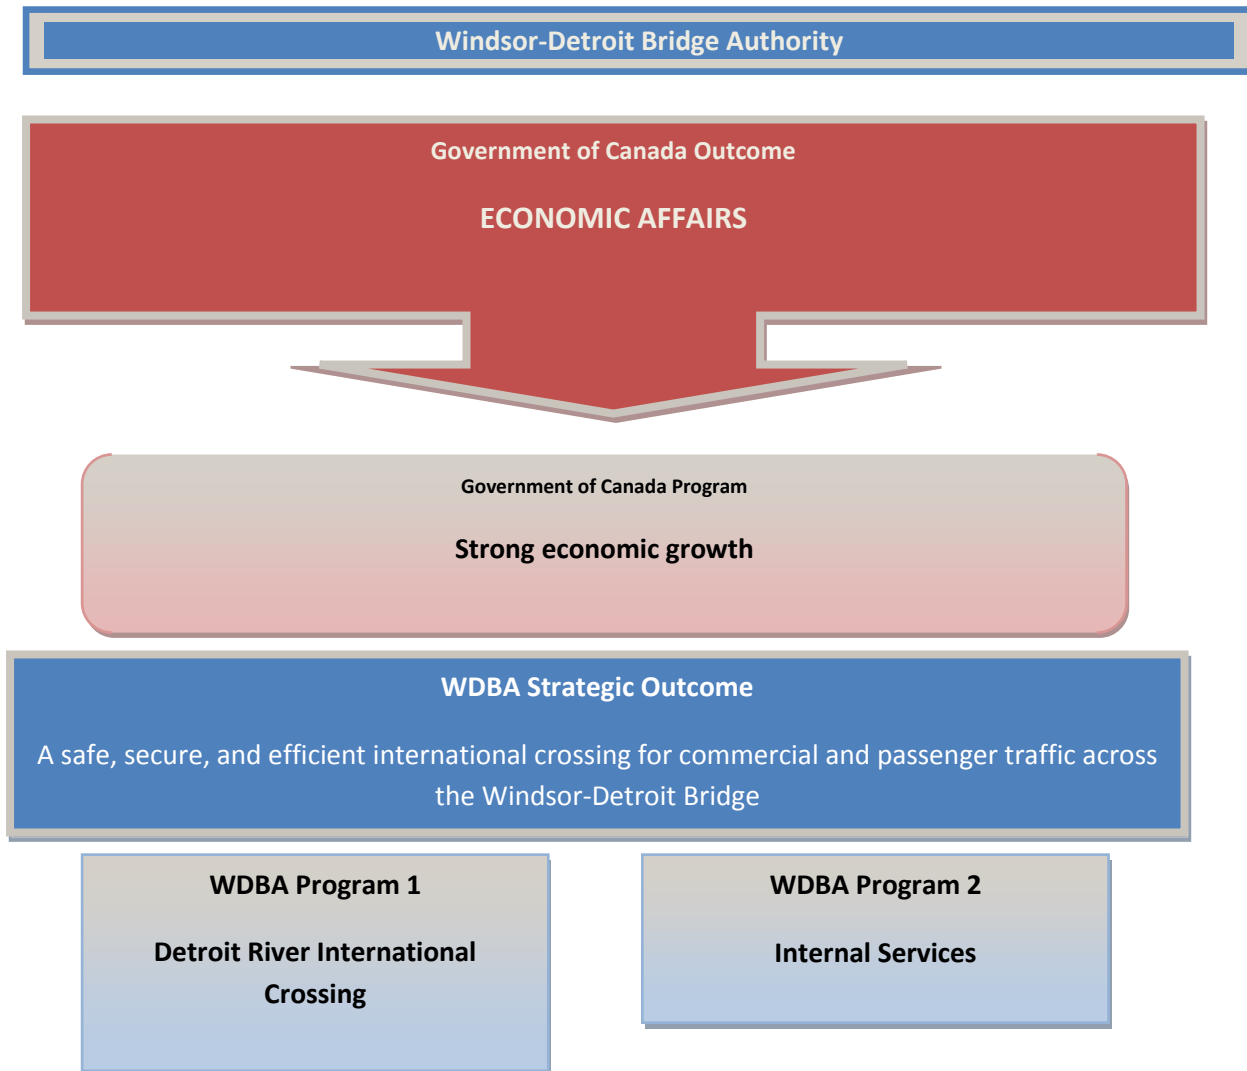 Windsor-Detroit Bridge Authority
Government of Canada Outcome
ECONOMIC AFFAIRS
Government of Canada Program
Strong economic growth
WDBA Strategic Outcome
A safe, secure, and efficient international crossing for commercial and passenger traffic across
the Windsor-Detroit Bridge
WDBA Program 1
Detroit River International
Crossing
WDBA Program 2
Internal Services